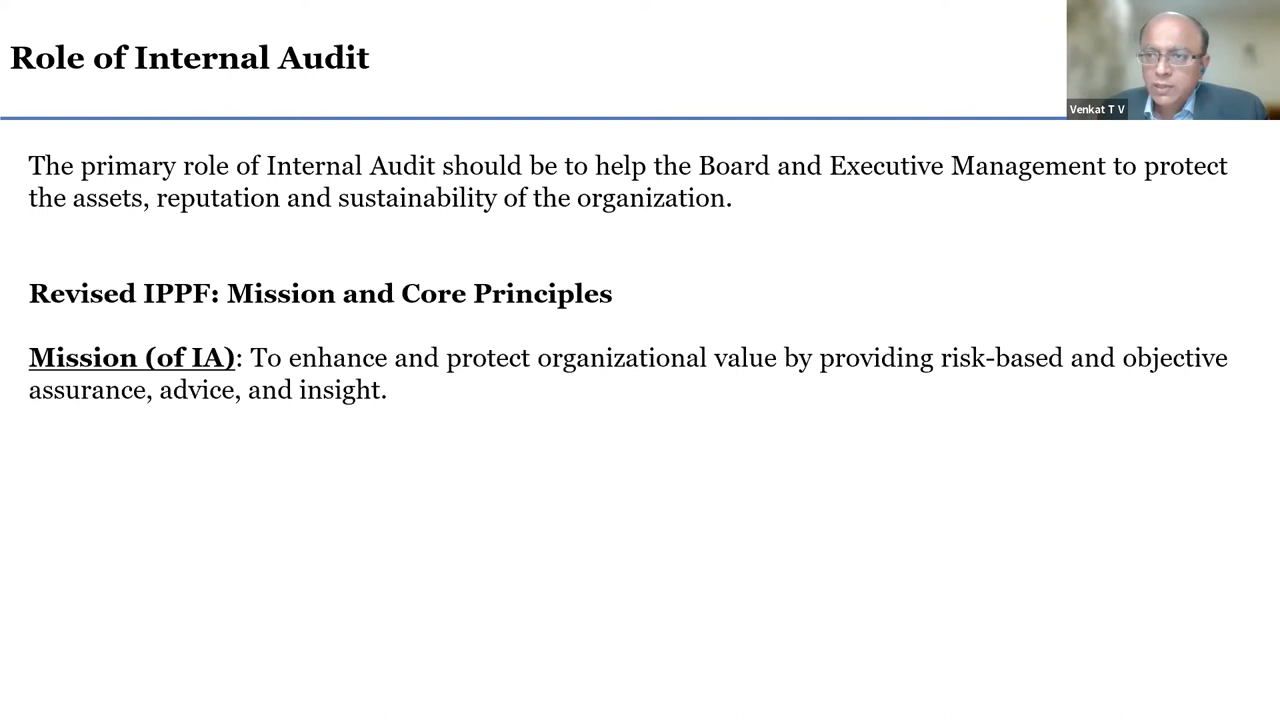 Role of Internal Audit
Venkat T V
The primary role of Internal Audit should be to help the Board and Executive Management to protect
the assets, reputation and sustainability of the organization.
Revised IPPF: Mission and Core Principles
Mission (of IA): To enhance and protect organizational value by providing risk-based and objective
assurance, advice, and insight.